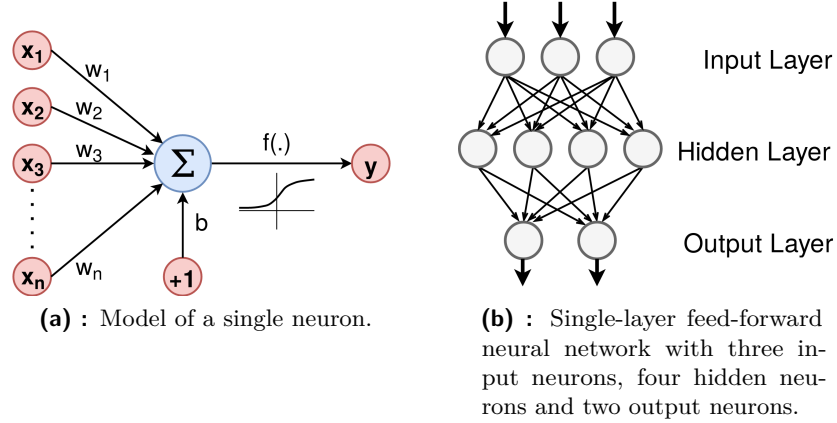 x1
w1
x2
w2
x3
w3
Σ
f(.)
y
b
xn
wn
+1
(a) : Model of a single neuron.
Input Layer
Hidden Layer
Output Layer
(b) : Single-layer feed-forward
neural network with three in-
put neurons, four hidden neu-
rons and two output neurons.